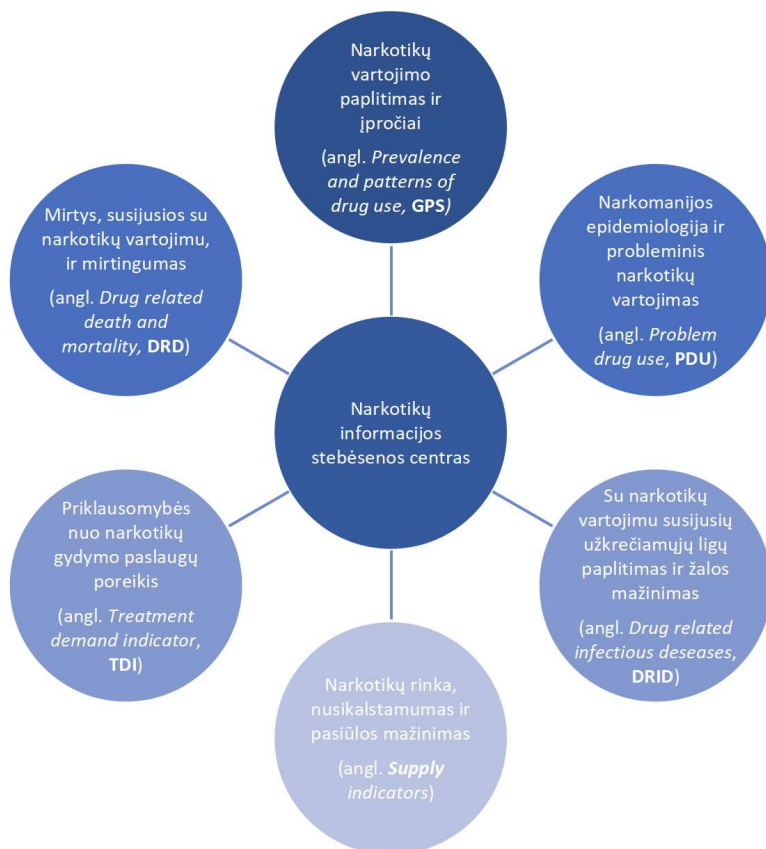 Narkotikų
vartojimo
paplitimas ir
įpročiai
(angl. Prevalence
and patterns of
drug use, GPS)
Mirtys, susijusios su
narkotikų vartojimu,
ir mirtingumas
(angl. Drug related
death and
mortality, DRD)
Narkomanijos
epidemiologija ir
probleminis
narkotikų
vartojimas
(angl. Problem
drug use, PDU)
Narkotikų
informacijos
stebėsenos centras
Priklausomybės
nuo narkotikų
gydymo paslaugų
poreikis
(angl. Treatment
demand indicator,
TDI)
Su narkotikų
vartojimu susijusių
užkrečiamųjų ligų
paplitimas ir žalos
mažinimas
(angl. Drug related
infectious deseases,
DRID)
Narkotikų rinka,
nusikalstamumas ir
pasiūlos mažinimas
(angl. Supply
indicators)